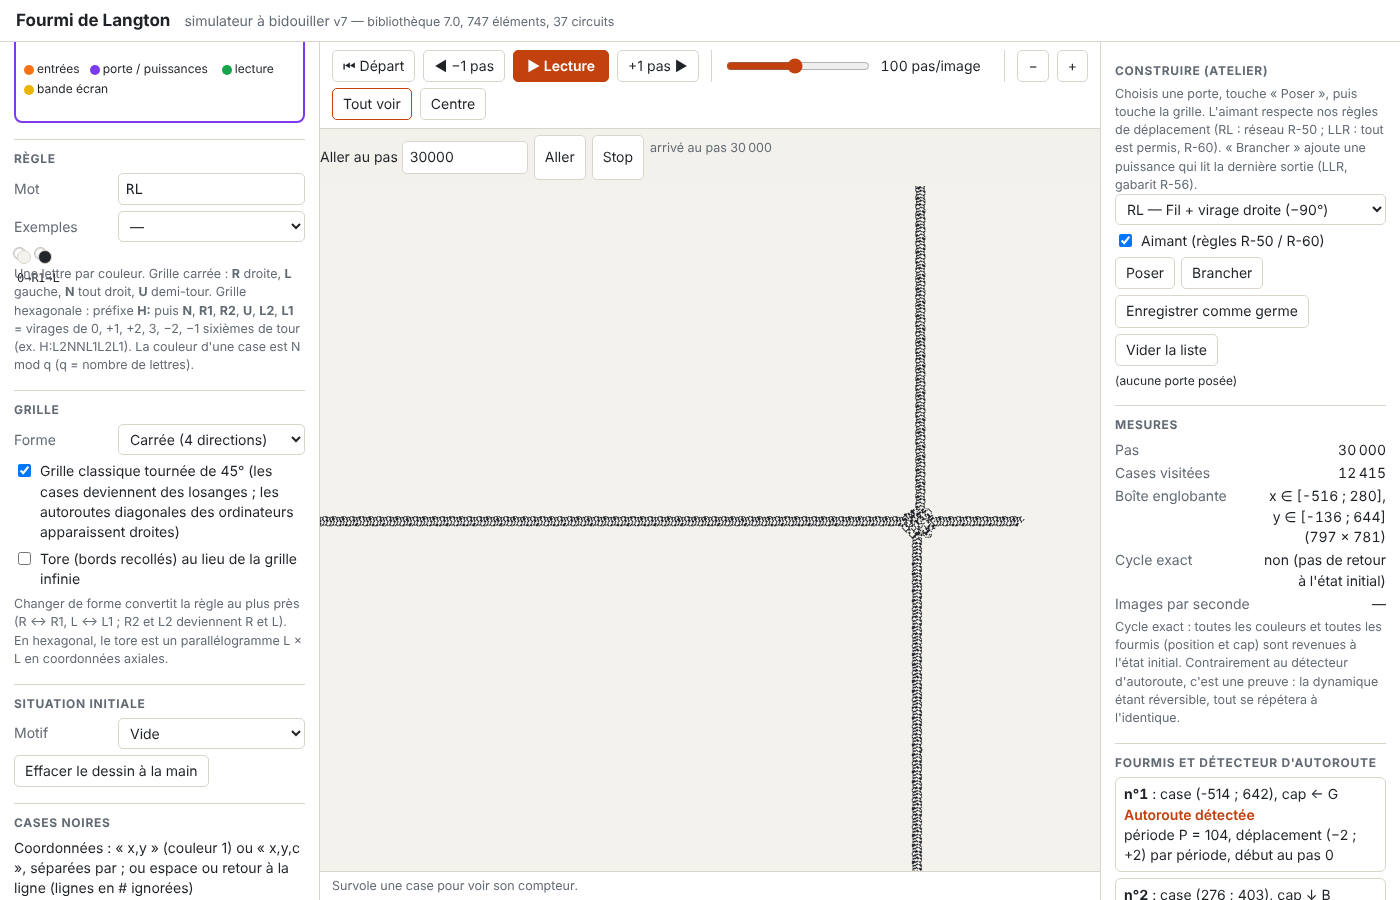 Fourmi de Langton simulateur à bidouiller v7 — bibliothèque 7.0, 747 éléments, 37 circuits
entrées porte / puissances lecture
bande écran
RÈGLE
Mot RL
Exemples —
Une lettre par couleur. Grille carrée : R droite, L
0→R1→L
gauche, N tout droit, U demi-tour. Grille
hexagonale : préfixe H: puis N, R1, R2, U, L2, L1
= virages de 0, +1, +2, 3, −2, −1 sixièmes de tour
(ex. H:L2NNL1L2L1). La couleur d'une case est N
mod q (q = nombre de lettres).
GRILLE
Forme Carrée (4 directions)
Grille classique tournée de 45° (les
cases deviennent des losanges ; les
autoroutes diagonales des ordinateurs
apparaissent droites)
Tore (bords recollés) au lieu de la grille
infinie
Changer de forme convertit la règle au plus près
(R ↔ R1, L ↔ L1 ; R2 et L2 deviennent R et L).
En hexagonal, le tore est un parallélogramme L ×
L en coordonnées axiales.
SITUATION INITIALE
Motif Vide
Effacer le dessin à la main
CASES NOIRES
Coordonnées : « x,y » (couleur 1) ou « x,y,c
», séparées par ; ou espace ou retour à la
ligne (lignes en # ignorées)
⏮ Départ ◀ −1 pas ▶ Lecture +1 pas ▶ 100 pas/image − +
Tout voir Centre
Aller au pas 30000 Aller Stop arrivé au pas 30 000
Survole une case pour voir son compteur.
CONSTRUIRE (ATELIER)
Choisis une porte, touche « Poser », puis
touche la grille. L'aimant respecte nos règles
de déplacement (RL : réseau R-50 ; LLR : tout
est permis, R-60). « Brancher » ajoute une
puissance qui lit la dernière sortie (LLR,
gabarit R-56).
RL — Fil + virage droite (−90°)
Aimant (règles R-50 / R-60)
Poser Brancher
Enregistrer comme germe
Vider la liste
(aucune porte posée)
MESURES
Pas 30 000
Cases visitées 12 415
Boîte englobante x ∈ [-516 ; 280],
y ∈ [-136 ; 644]
(797 × 781)
Cycle exact non (pas de retour
à l'état initial)
Images par seconde —
Cycle exact : toutes les couleurs et toutes les
fourmis (position et cap) sont revenues à
l'état initial. Contrairement au détecteur
d'autoroute, c'est une preuve : la dynamique
étant réversible, tout se répétera à
l'identique.
FOURMIS ET DÉTECTEUR D'AUTOROUTE
n°1 : case (-514 ; 642), cap ← G
Autoroute détectée
période P = 104, déplacement (−2 ;
+2) par période, début au pas 0
n°2 : case (276 ; 403), cap ↓ B